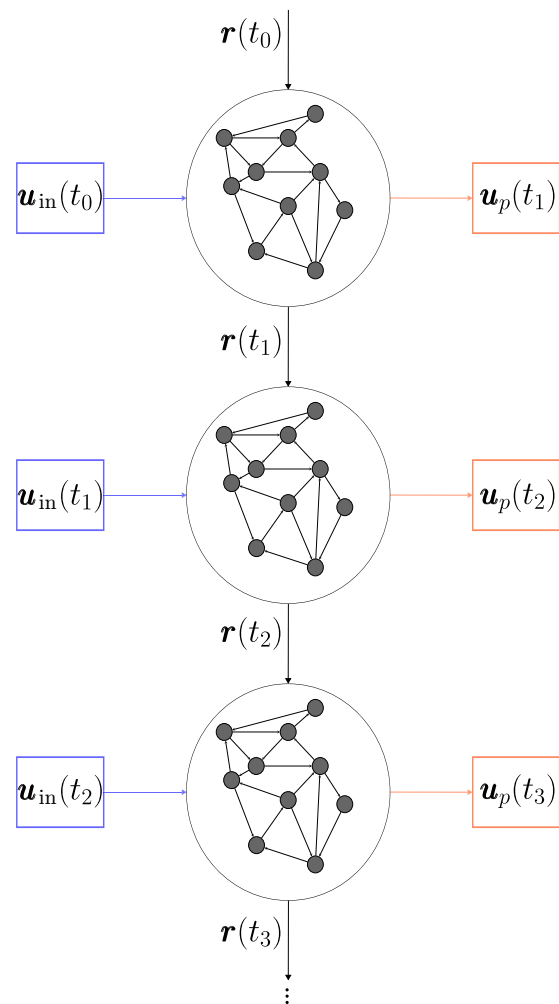 r(t₀)
u_in(t₀)
u_p(t₁)
r(t₁)
u_in(t₁)
u_p(t₂)
r(t₂)
u_in(t₂)
u_p(t₃)
r(t₃)
⋮